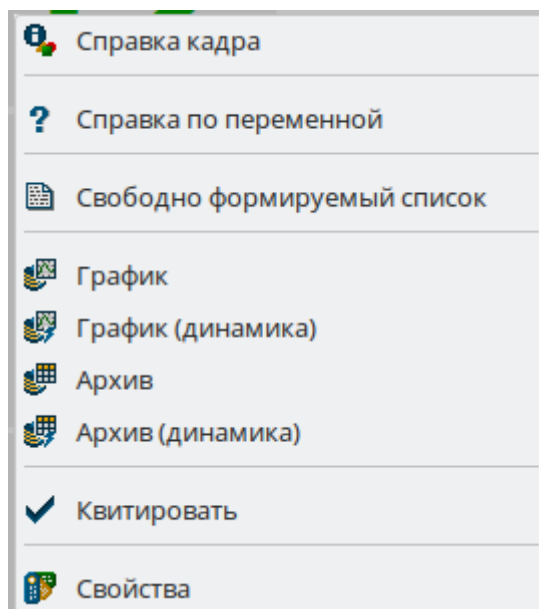 Справка кадра
Справка по переменной
Свободно формируемый список
График
График (динамика)
Архив
Архив (динамика)
Квитировать
Свойства